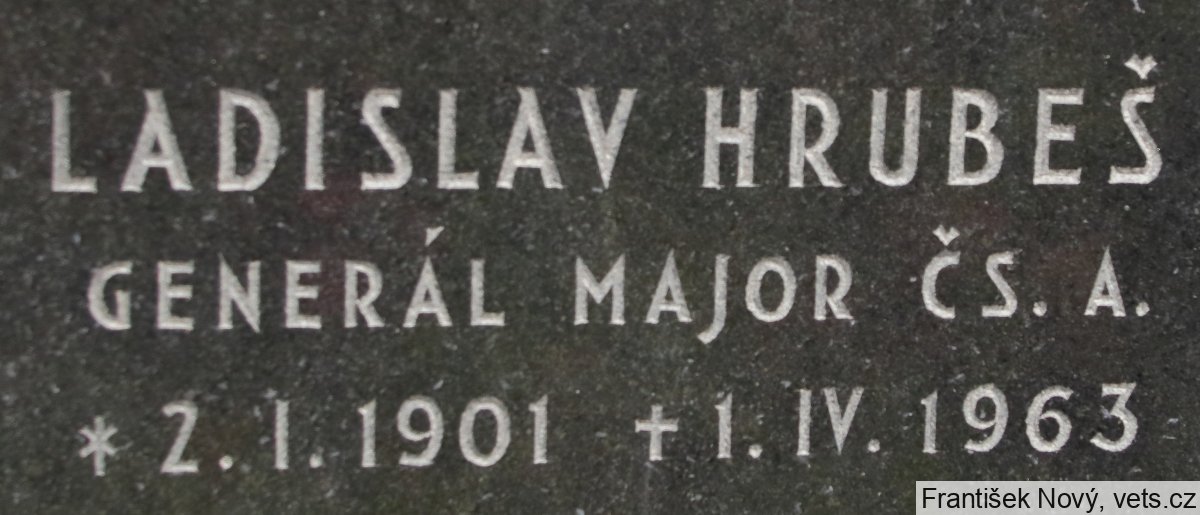 LADISLAV HRUBEŠ
GENERÁL MAJOR ČS. A.
* 2. I. 1901 ✝ 1. IV. 1963
František Nový, vets.cz